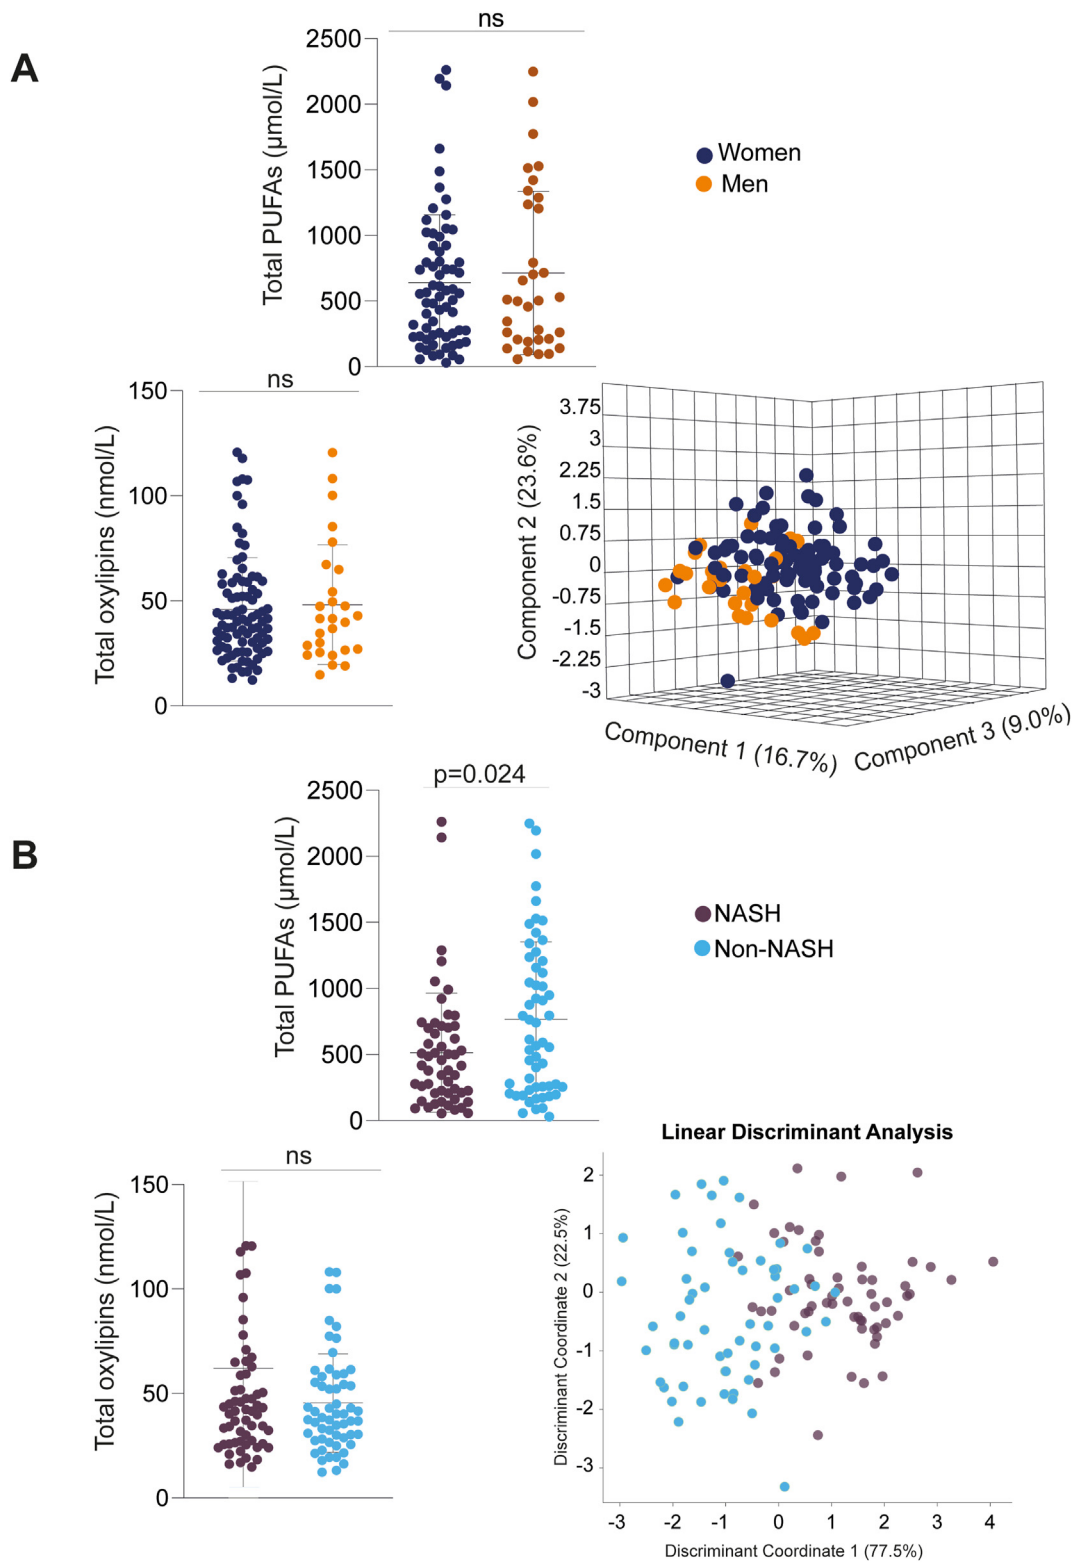 A
ns
2500
2000
1500
1000
500
0
Total PUFAs (µmol/L)
Women
Men
ns
150
100
50
0
Total oxylipins (nmol/L)
3.75
3
2.25
1.5
0.75
0
-0.75
-1.5
-2.25
-3
Component 2 (23.6%)
Component 1 (16.7%)
Component 3 (9.0%)
B
p=0.024
2500
2000
1500
1000
500
0
Total PUFAs (µmol/L)
NASH
Non-NASH
ns
150
100
50
0
Total oxylipins (nmol/L)
Linear Discriminant Analysis
2
1
0
-1
-2
-3
Discriminant Coordinate 2 (22.5%)
-3 -2 -1 0 1 2 3 4
Discriminant Coordinate 1 (77.5%)